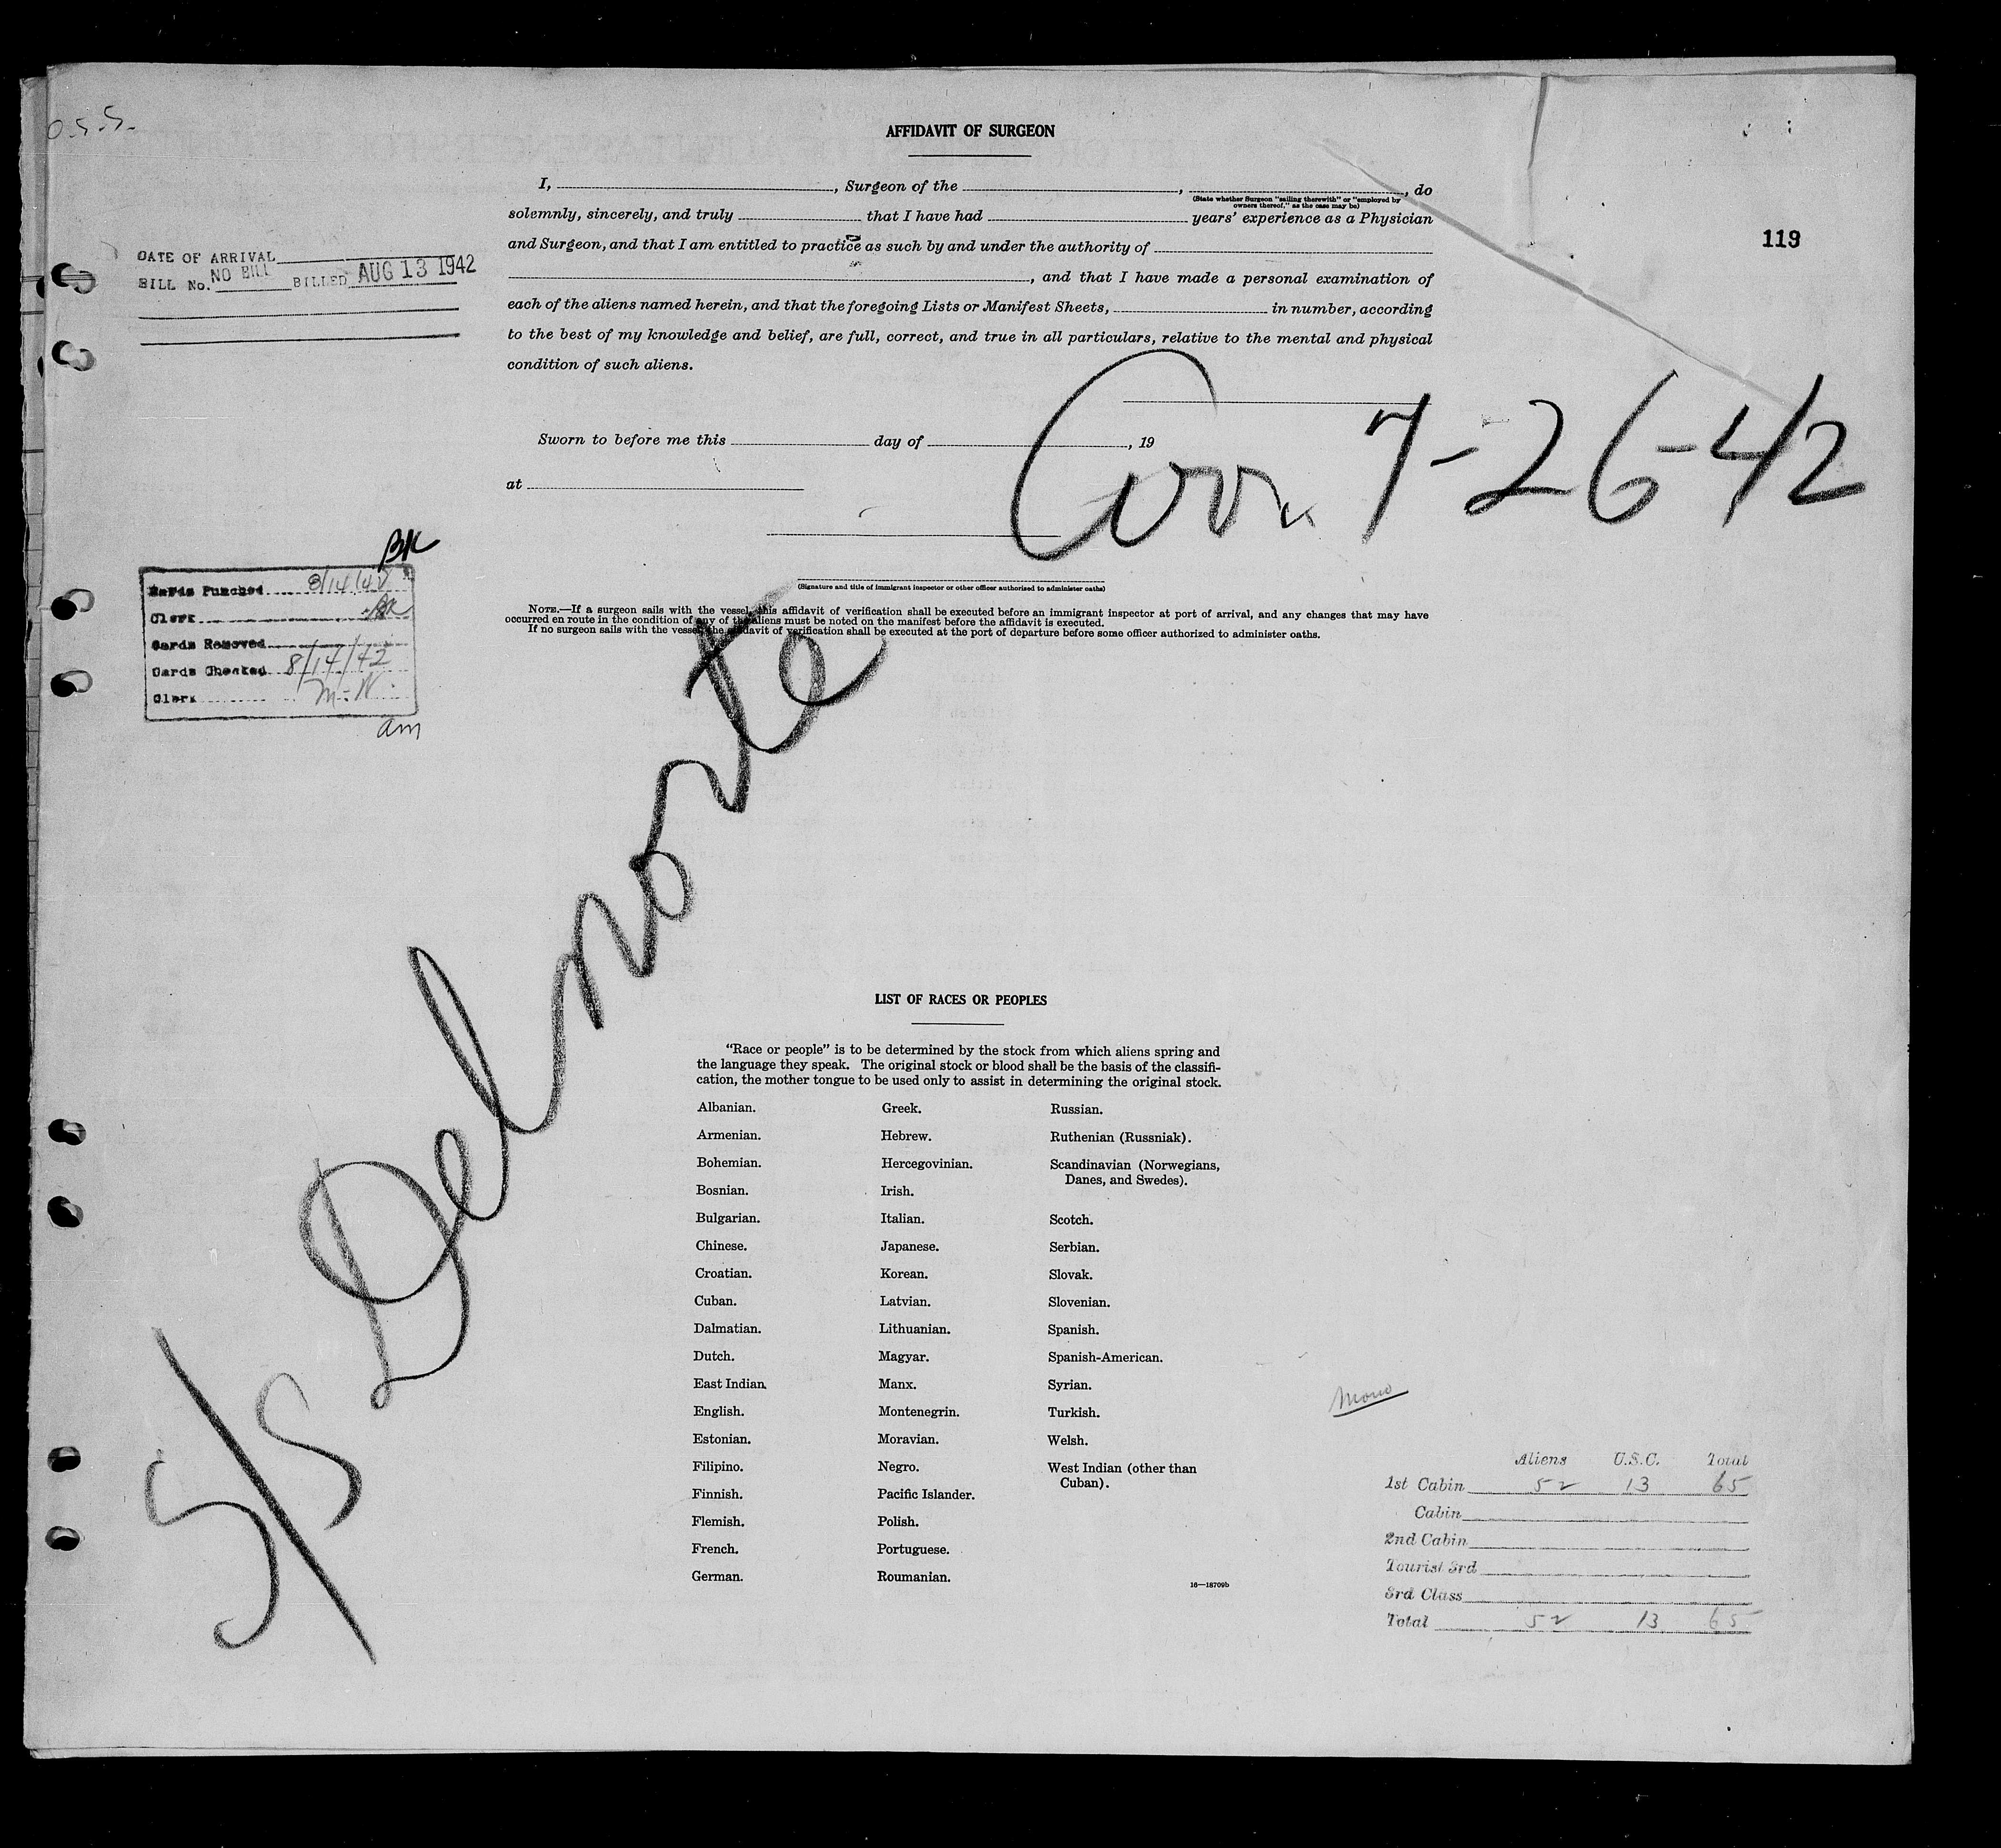 O.S.S.
AFFIDAVIT OF SURGEON
I, , Surgeon of the , , do
(State whether Surgeon "sailing therewith" or "employed by
owners thereof," as the case may be)
solemnly, sincerely, and truly that I have had years' experience as a Physician
and Surgeon, and that I am entitled to practice as such by and under the authority of
, and that I have made a personal examination of
each of the aliens named herein, and that the foregoing Lists or Manifest Sheets, in number, according
to the best of my knowledge and belief, are full, correct, and true in all particulars, relative to the mental and physical
condition of such aliens.
119
DATE OF ARRIVAL
BILL No. NO BILL BILLED AUG 13 1942
7-26-42
Sworn to before me this day of , 19
at
(Signature and title of immigrant inspector or other officer authorized to administer oaths)
NOTE.—If a surgeon sails with the vessel, this affidavit of verification shall be executed before an immigrant inspector at port of arrival, and any changes that may have
occurred en route in the condition of any of the aliens must be noted on the manifest before the affidavit is executed.
If no surgeon sails with the vessel, the affidavit of verification shall be executed at the port of departure before some officer authorized to administer oaths.
BK
Cards Punched 8/14/42
Clerk BK
Cards Removed
Cards Checked 8/14/42
Clerk M.W.
am
S/S Delnorte
LIST OF RACES OR PEOPLES
"Race or people" is to be determined by the stock from which aliens spring and
the language they speak. The original stock or blood shall be the basis of the classifi-
cation, the mother tongue to be used only to assist in determining the original stock.
Albanian.
Armenian.
Bohemian.
Bosnian.
Bulgarian.
Chinese.
Croatian.
Cuban.
Dalmatian.
Dutch.
East Indian.
English.
Estonian.
Filipino.
Finnish.
Flemish.
French.
German.
Greek.
Hebrew.
Hercegovinian.
Irish.
Italian.
Japanese.
Korean.
Latvian.
Lithuanian.
Magyar.
Manx.
Montenegrin.
Moravian.
Negro.
Pacific Islander.
Polish.
Portuguese.
Roumanian.
Russian.
Ruthenian (Russniak).
Scandinavian (Norwegians,
Danes, and Swedes).
Scotch.
Serbian.
Slovak.
Slovenian.
Spanish.
Spanish-American.
Syrian.
Turkish.
Welsh.
West Indian (other than
Cuban).
16—18709b
Aliens U.S.C. Total
1st Cabin 52 13 65
Cabin
2nd Cabin
Tourist 3rd
3rd Class
Total 52 13 65